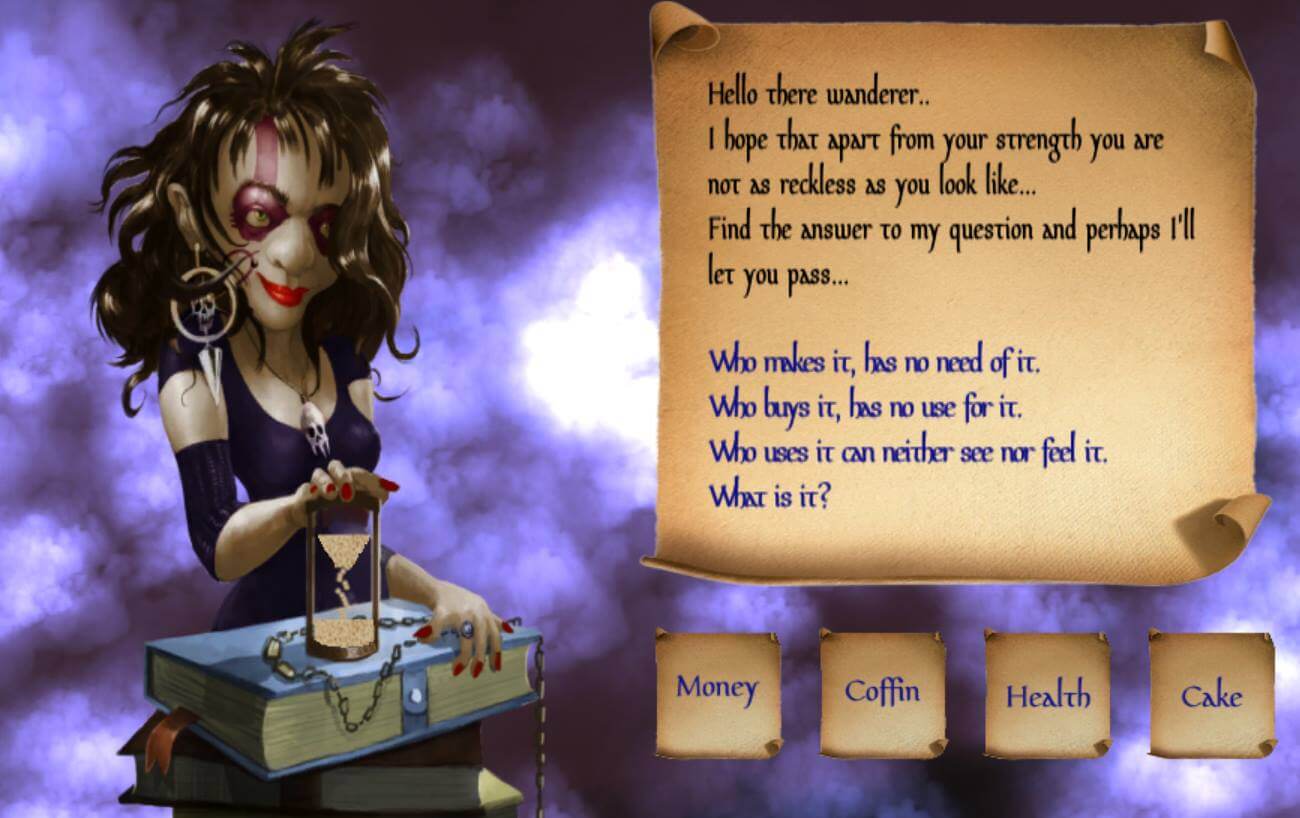 Hello there wanderer..
I hope that apart from your strength you are
not as reckless as you look like...
Find the answer to my question and perhaps I'll
let you pass...
Who makes it, has no need of it.
Who buys it, has no use for it.
Who uses it can neither see nor feel it.
What is it?
Money
Coffin
Health
Cake